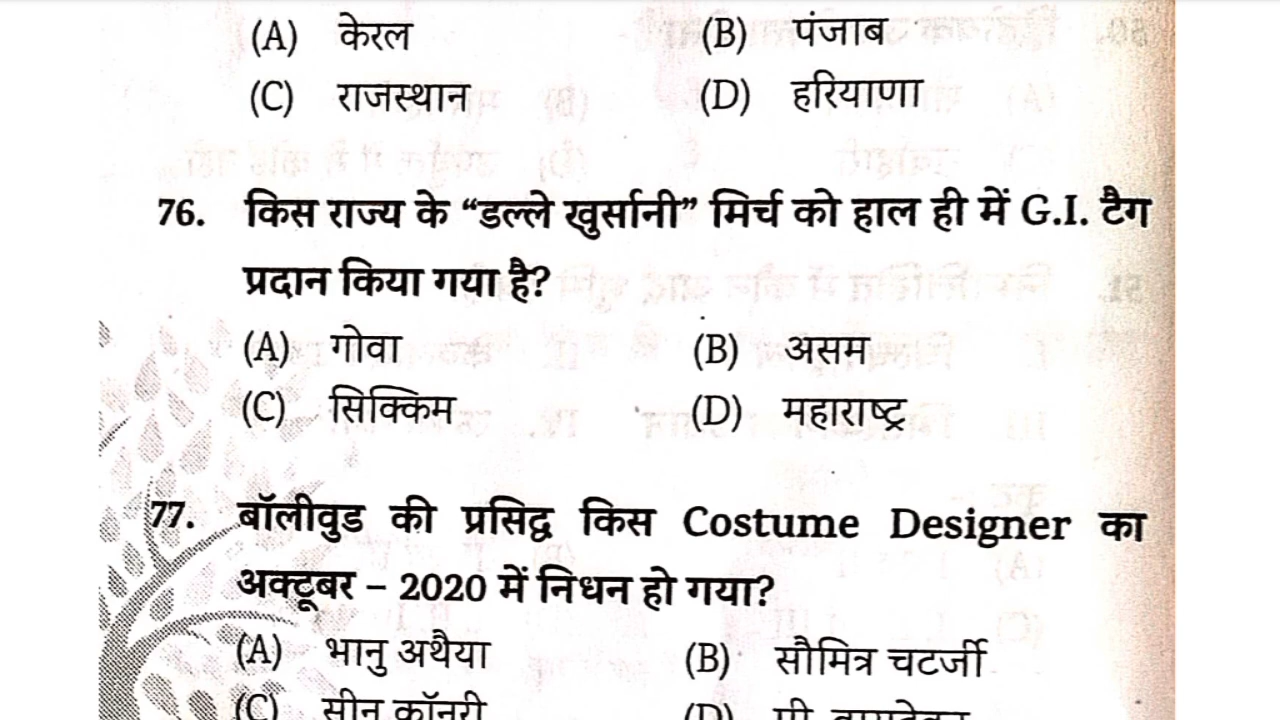 (A) केरल (B) पंजाब
(C) राजस्थान (D) हरियाणा
76. किस राज्य के “डल्ले खुर्सानी” मिर्च को हाल ही में G.I. टैग
प्रदान किया गया है?
(A) गोवा (B) असम
(C) सिक्किम (D) महाराष्ट्र
77. बॉलीवुड की प्रसिद्ध किस Costume Designer का
अक्टूबर – 2020 में निधन हो गया?
(A) भानु अथैया (B) सौमित्र चटर्जी
(C) सीन कॉनरी (D)